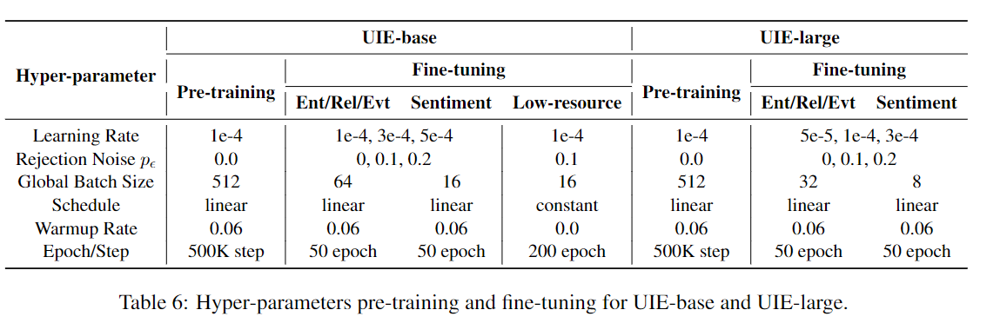 UIE-base UIE-large
Hyper-parameter Pre-training Fine-tuning Pre-training Fine-tuning
Ent/Rel/Evt Sentiment Low-resource Ent/Rel/Evt Sentiment
Learning Rate 1e-4 1e-4, 3e-4, 5e-4 1e-4 1e-4 5e-5, 1e-4, 3e-4
Rejection Noise pϵ 0.0 0, 0.1, 0.2 0.1 0.0 0, 0.1, 0.2
Global Batch Size 512 64 16 16 512 32 8
Schedule linear linear linear constant linear linear linear
Warmup Rate 0.06 0.06 0.06 0.0 0.06 0.06 0.06
Epoch/Step 500K step 50 epoch 50 epoch 200 epoch 500K step 50 epoch 50 epoch
Table 6: Hyper-parameters pre-training and fine-tuning for UIE-base and UIE-large.